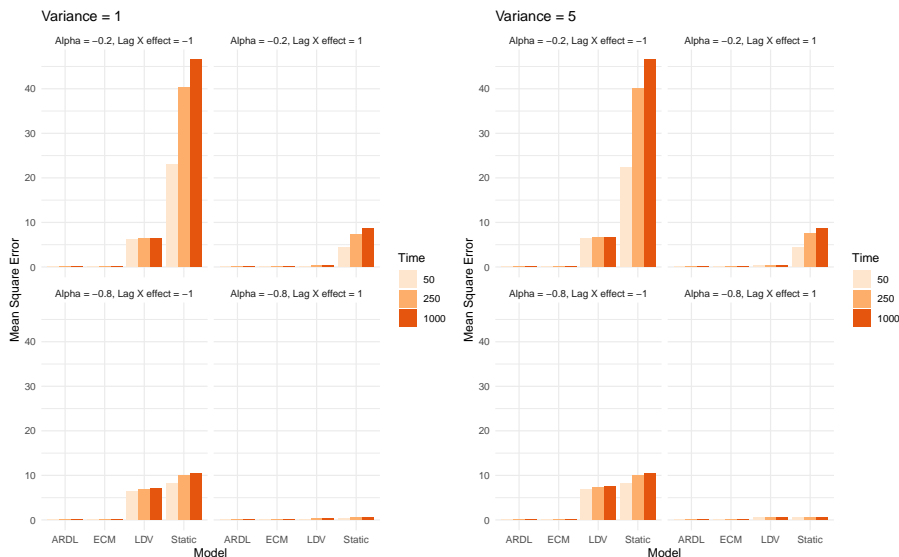 Variance = 1
Alpha = −0.2, Lag X effect = −1
Alpha = −0.2, Lag X effect = 1
40
30
20
10
0
Alpha = −0.8, Lag X effect = −1
Alpha = −0.8, Lag X effect = 1
40
30
20
10
0
ARDL ECM LDV Static
ARDL ECM LDV Static
Model
Mean Square Error
Time
50
250
1000
Variance = 5
Alpha = −0.2, Lag X effect = −1
Alpha = −0.2, Lag X effect = 1
40
30
20
10
0
Alpha = −0.8, Lag X effect = −1
Alpha = −0.8, Lag X effect = 1
40
30
20
10
0
ARDL ECM LDV Static
ARDL ECM LDV Static
Model
Mean Square Error
Time
50
250
1000